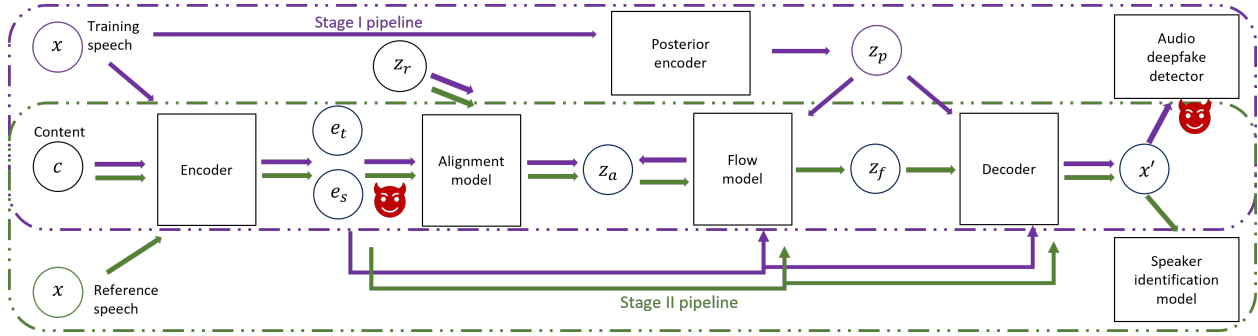 Stage I pipeline
x
Training
speech
z_r
Posterior
encoder
z_p
Audio
deepfake
detector
Content
c
Encoder
e_t
e_s
Alignment
model
z_a
Flow
model
z_f
Decoder
x'
x
Reference
speech
Stage II pipeline
Speaker
identification
model